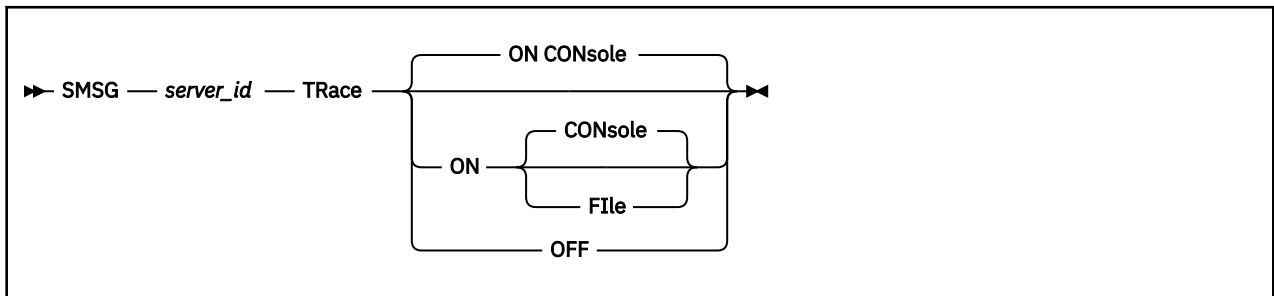 ON CONsole
SMSG server_id TRace
CONsole
ON
FIle
OFF